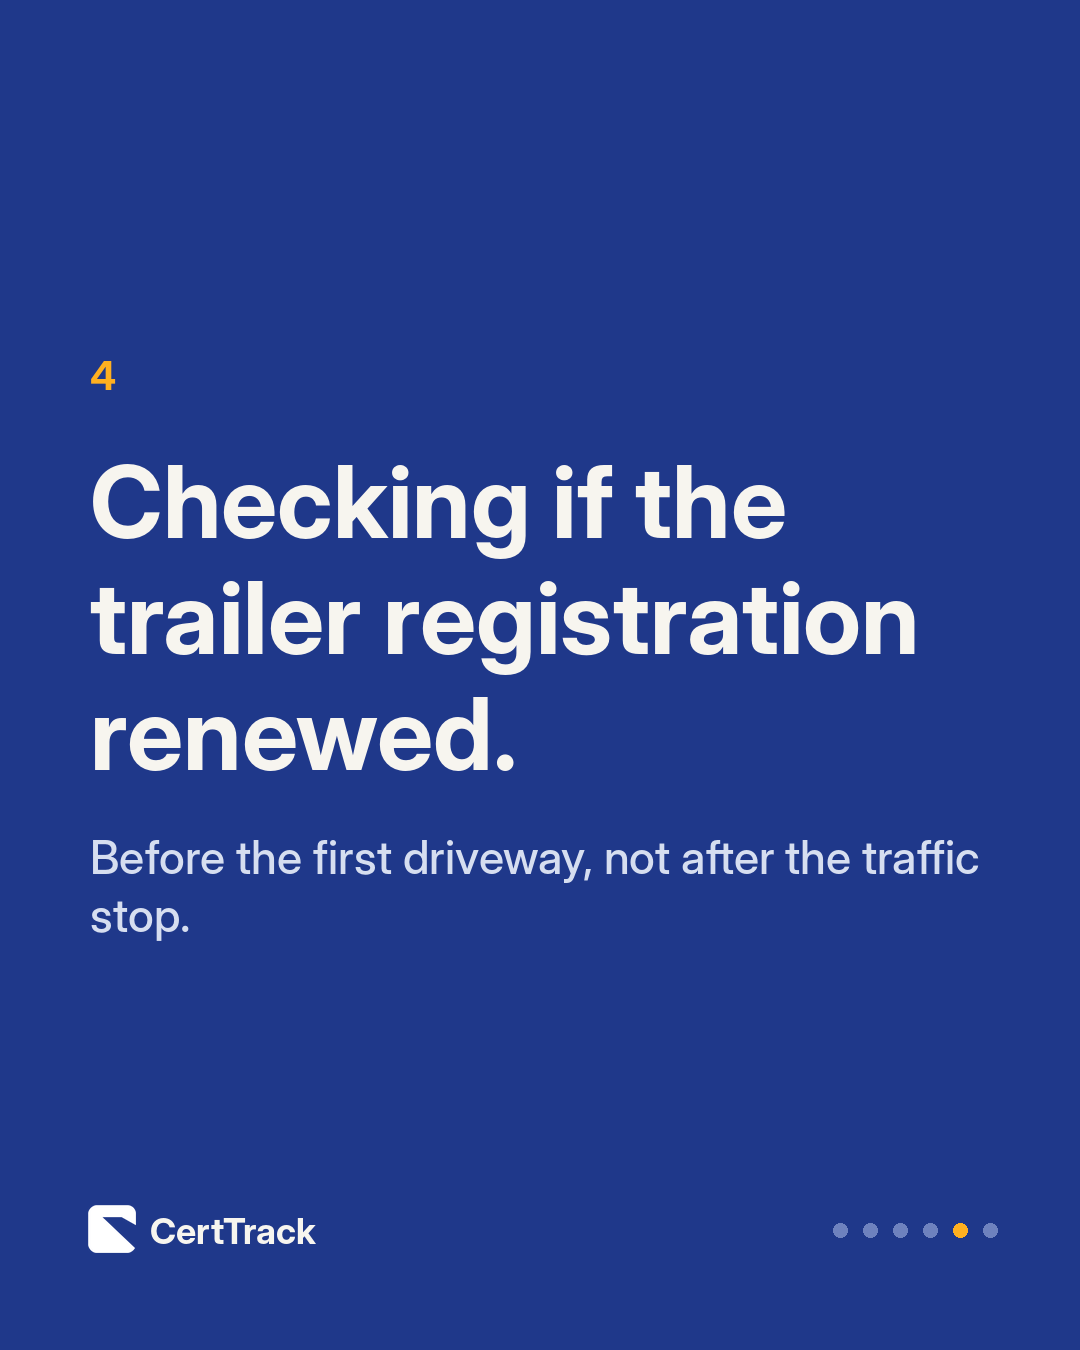 4
Checking if the
trailer registration
renewed.
Before the first driveway, not after the traffic
stop.
CertTrack